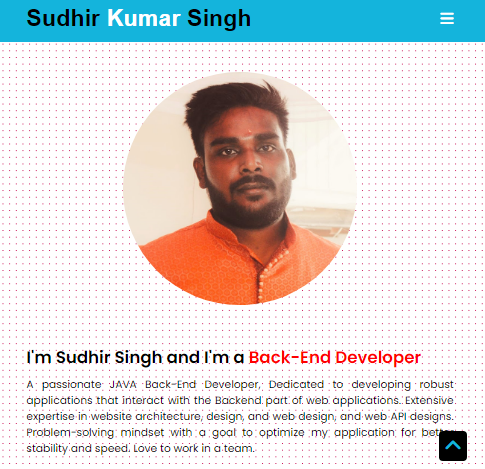 Sudhir Kumar Singh
I'm Sudhir Singh and I'm a Back-End Developer
A passionate JAVA Back-End Developer. Dedicated to developing robust
applications that interact with the Backend part of web applications. Extensive
expertise in website architecture, design, and web design, and web API designs.
Problem-solving mindset with a goal to optimize my application for better
stability and speed. Love to work in a team.